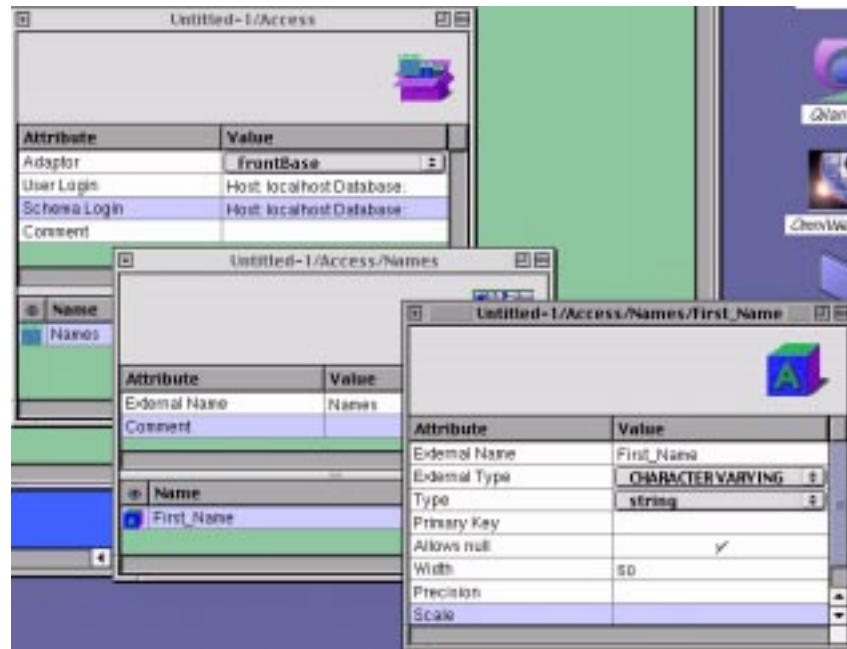 Untitled-1/Access
Attribute Value
Adaptor FrontBase
User Login Host: localhost Database:
Schema Login Host: localhost Database:
Comment
Name
Names
Untitled-1/Access/Names
Attribute Value
External Name Names
Comment
Name
First_Name
Untitled-1/Access/Names/First_Name
Attribute Value
External Name First_Name
External Type CHARACTER VARYING
Type string
Primary Key
Allows null
Width 50
Precision
Scale